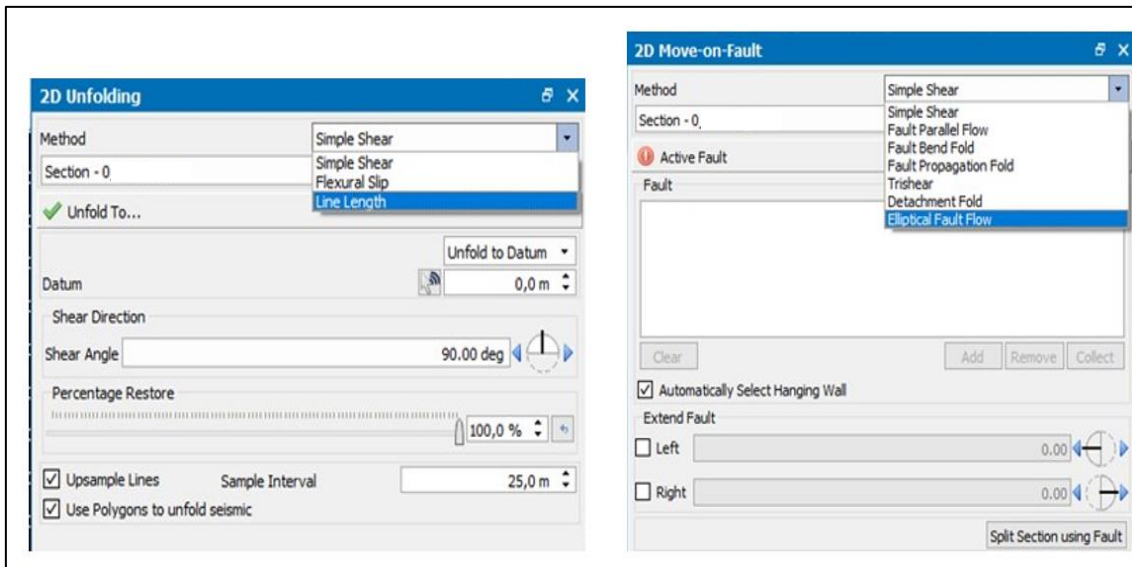 2D Unfolding
Method Simple Shear
Simple Shear
Section - 0
Flexural Slip
Line Length
Unfold To...
Unfold to Datum
Datum 0,0 m
Shear Direction
Shear Angle 90.00 deg
Percentage Restore
100,0 %
Upsample Lines Sample Interval 25,0 m
Use Polygons to unfold seismic
2D Move-on-Fault
Method Simple Shear
Simple Shear
Section - 0
Fault Parallel Flow
Fault Bend Fold
Active Fault
Fault Propagation Fold
Fault
Trishear
Detachment Fold
Elliptical Fault Flow
Clear Add Remove Collect
Automatically Select Hanging Wall
Extend Fault
Left 0.00
Right 0.00
Split Section using Fault